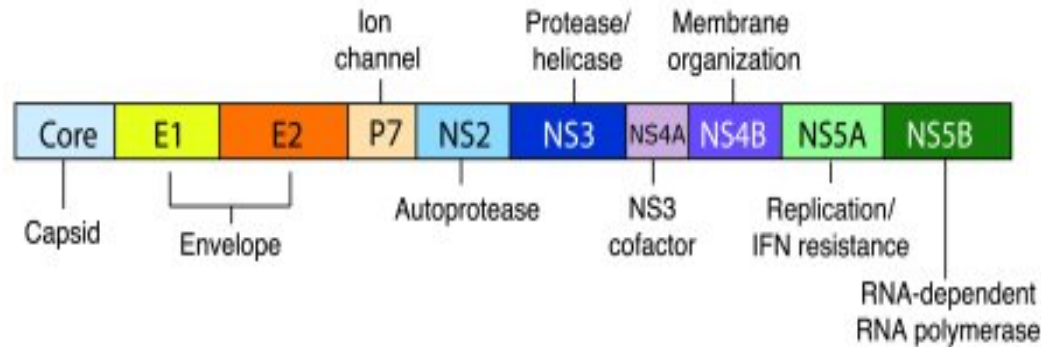 Ion
channel
Protease/
helicase
Membrane
organization
Core E1 E2 P7 NS2 NS3 NS4A NS4B NS5A NS5B
Capsid
Envelope
Autoprotease
NS3
cofactor
Replication/
IFN resistance
RNA-dependent
RNA polymerase